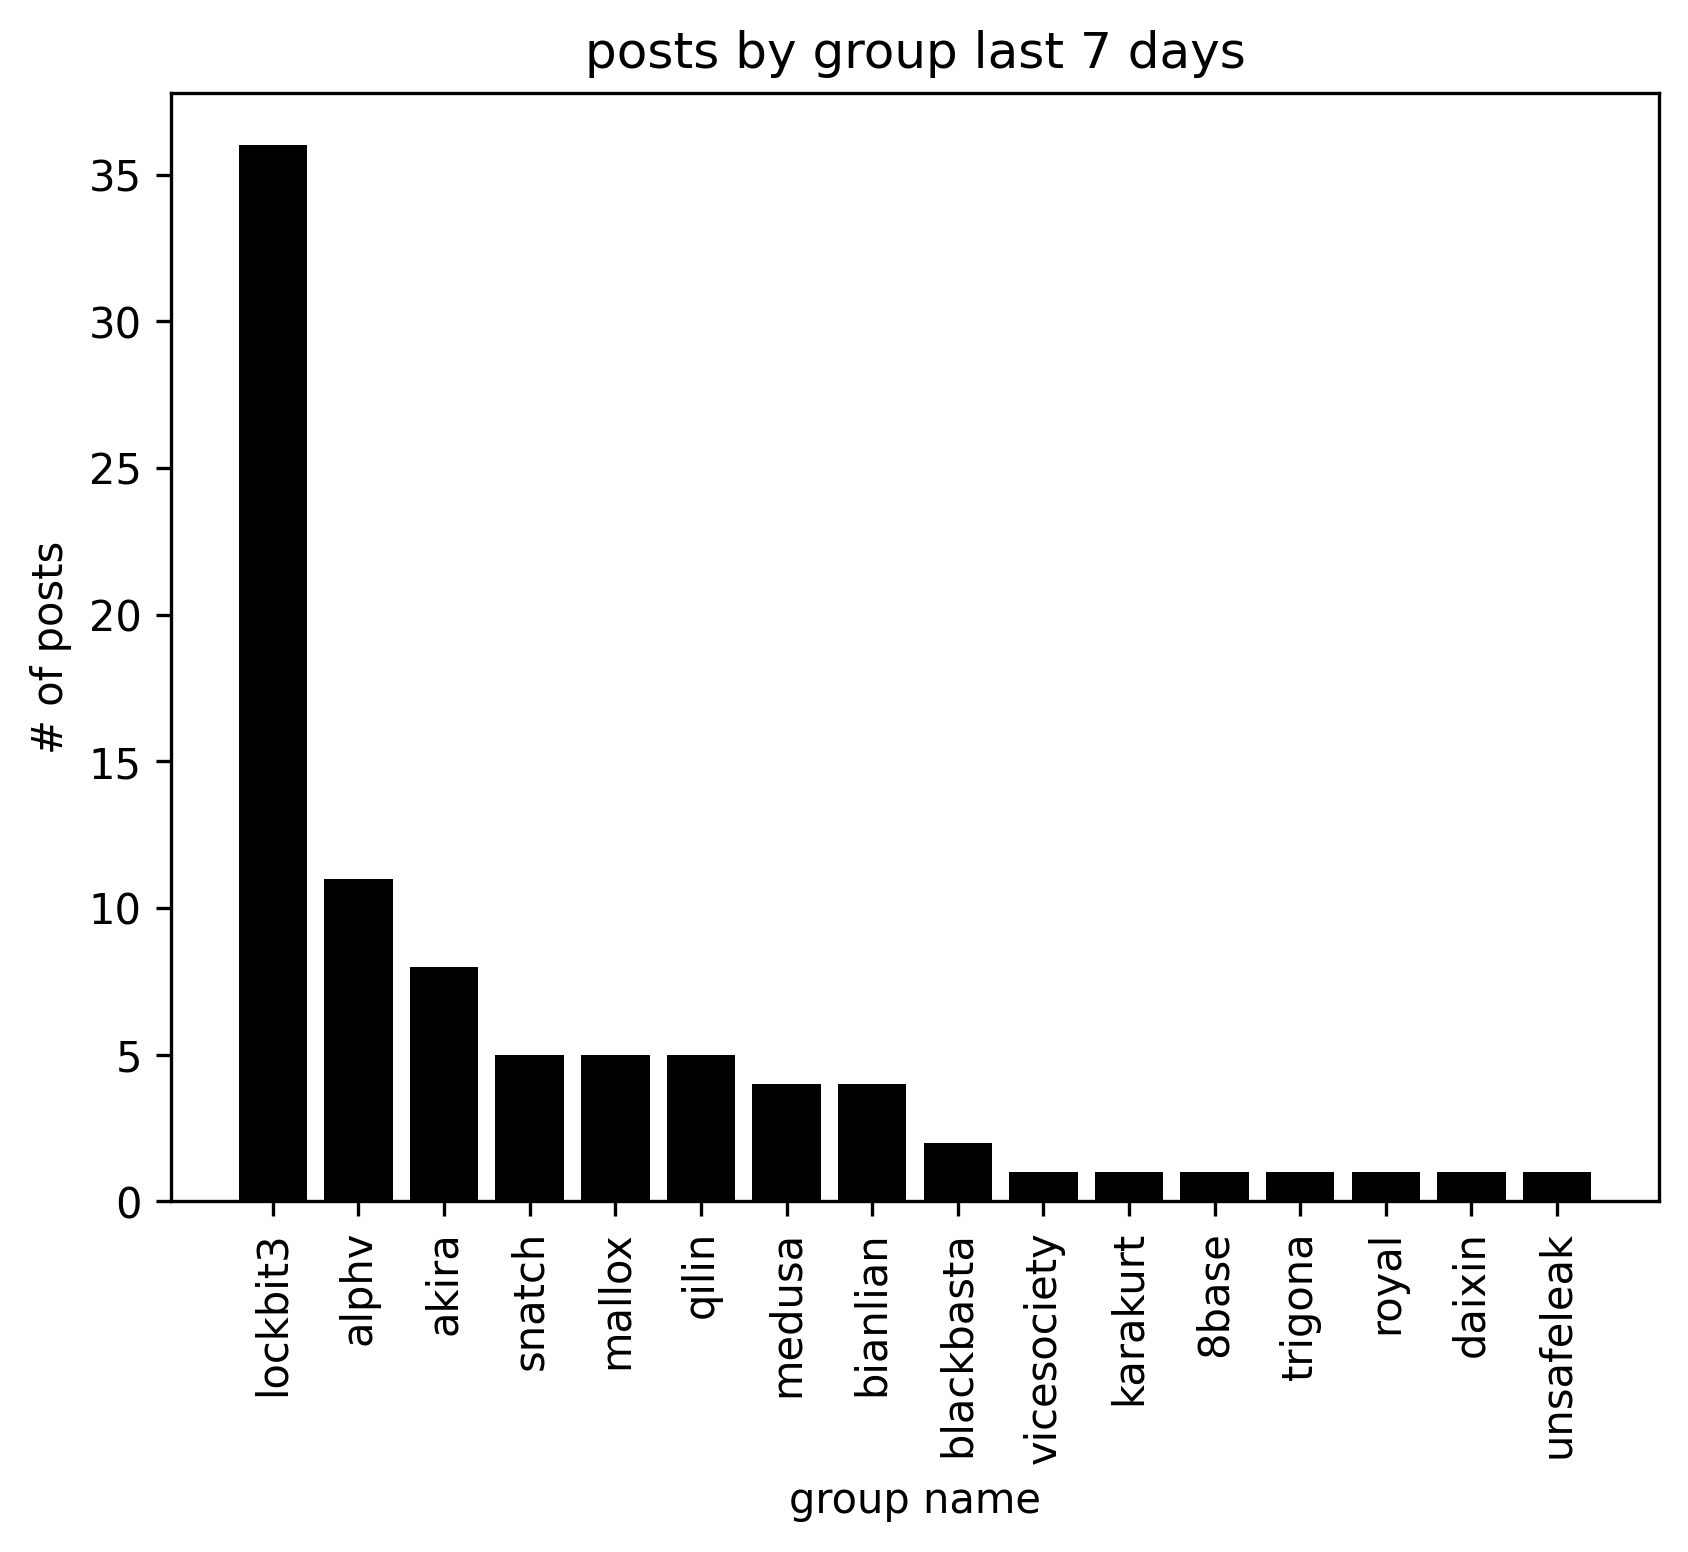 posts by group last 7 days
# of posts
35
30
25
20
15
10
5
0
lockbit3
alphv
akira
snatch
mallox
qilin
medusa
bianlian
blackbasta
vicesociety
karakurt
8base
trigona
royal
daixin
unsafeleak
group name